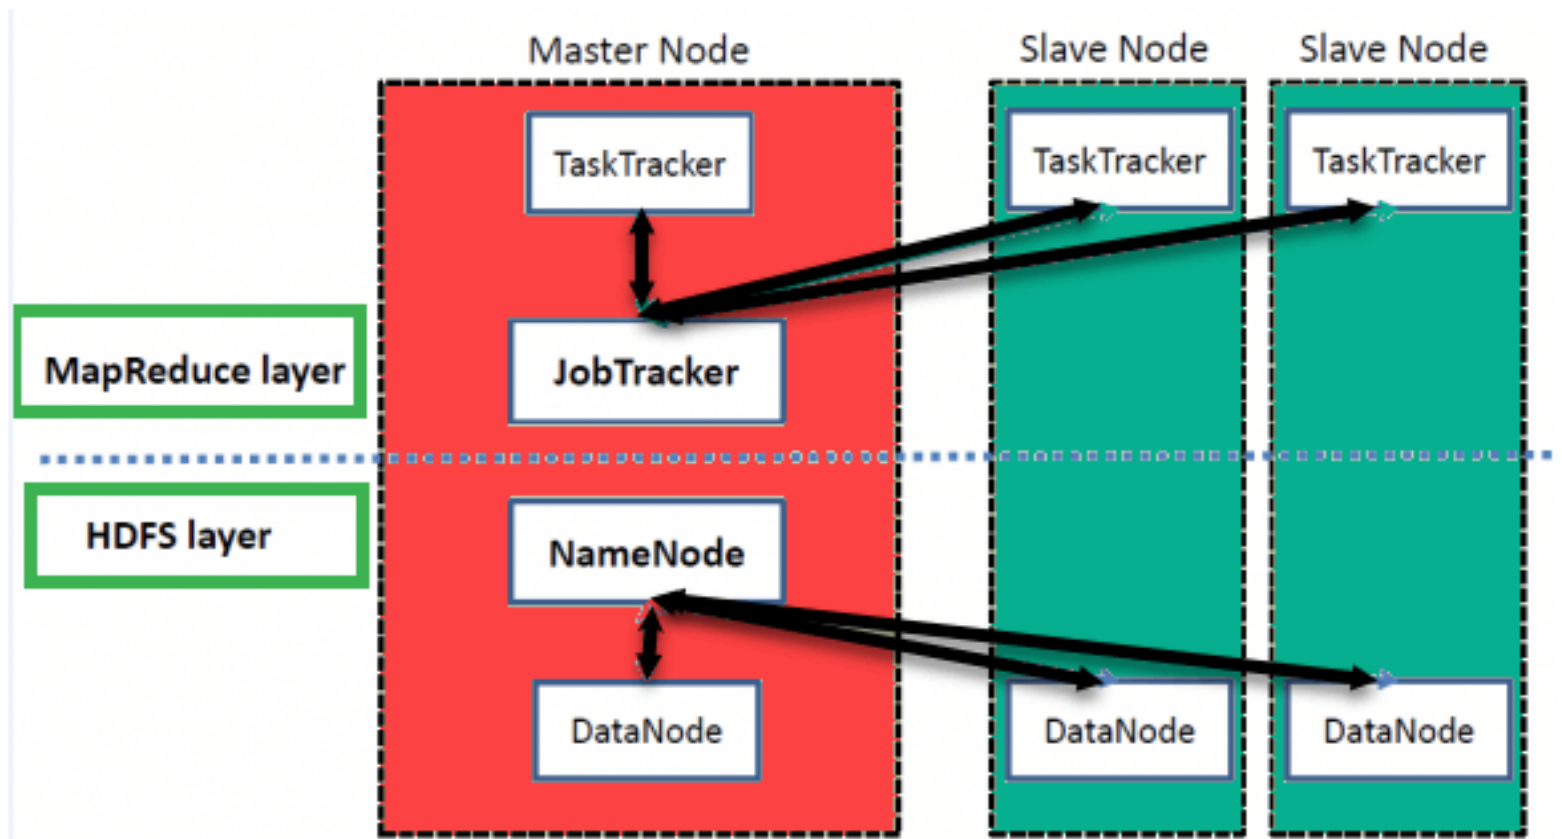 Master Node
Slave Node
Slave Node
TaskTracker
TaskTracker
TaskTracker
MapReduce layer
JobTracker
HDFS layer
NameNode
DataNode
DataNode
DataNode